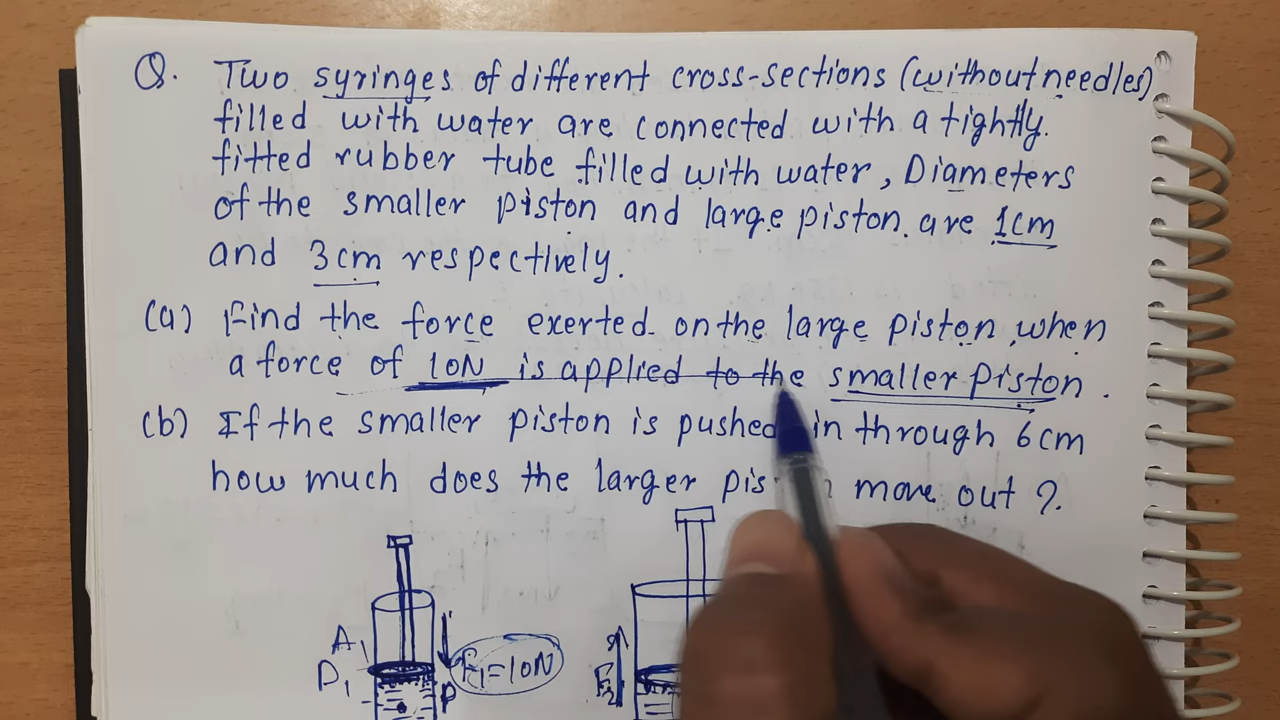 Q. Two syringes of different cross-sections (without needles)
filled with water are connected with a tightly
fitted rubber tube filled with water, Diameters
of the smaller piston and large piston are 1cm
and 3cm respectively.
(a) Find the force exerted on the large piston when
a force of 10N is applied to the smaller piston.
(b) If the smaller piston is pushed in through 6cm
how much does the larger move out ?
A
D1
F1=10N
P
F2